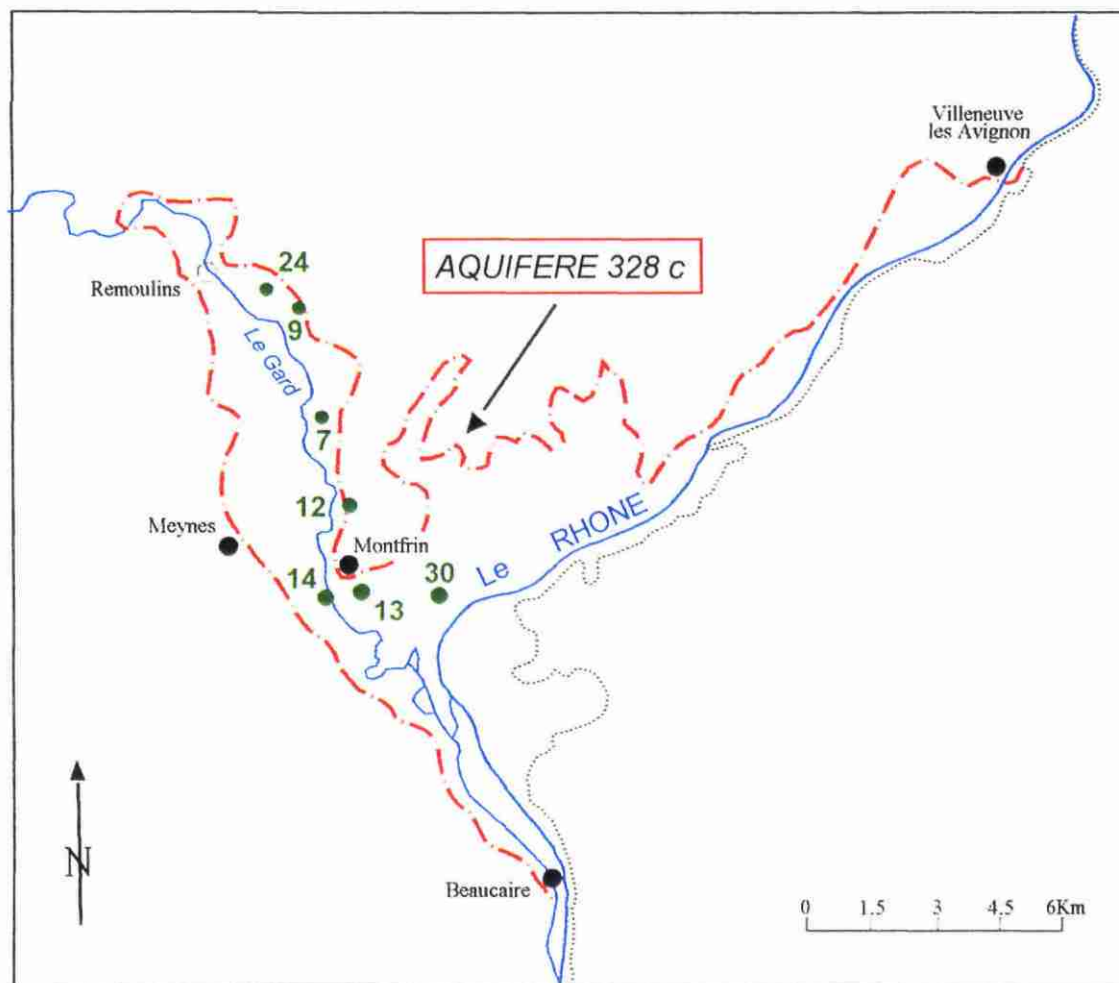 Villeneuve
les Avignon
AQUIFERE 328 c
24
Remoulins
9
Le Gard
7
12
Meynes
Montfrin
Le RHONE
14
13
30
N
Beaucaire
0 1.5 3 4.5 6Km